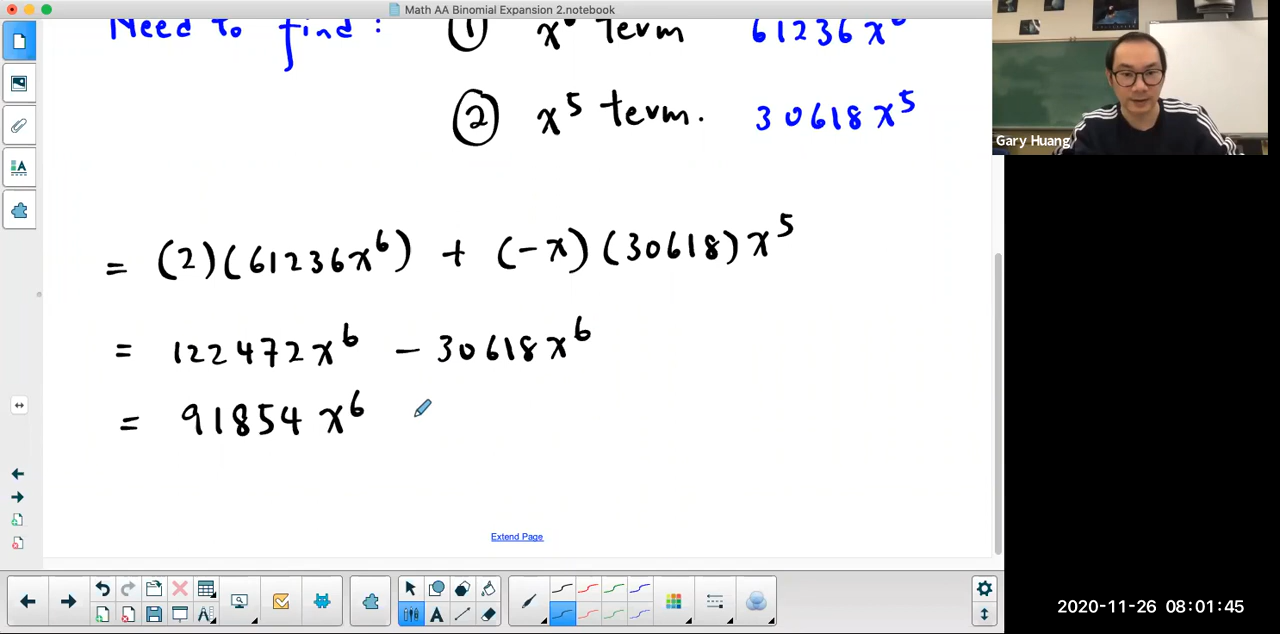 Math AA Binomial Expansion 2.notebook
Need to find : ① x⁶ term 61236x⁶
② x⁵ term. 30618x⁵
Gary Huang
= (2)(61236x⁶) + (-x)(30618)x⁵
= 122472x⁶ - 30618x⁶
= 91854x⁶
Extend Page
2020-11-26 08:01:45